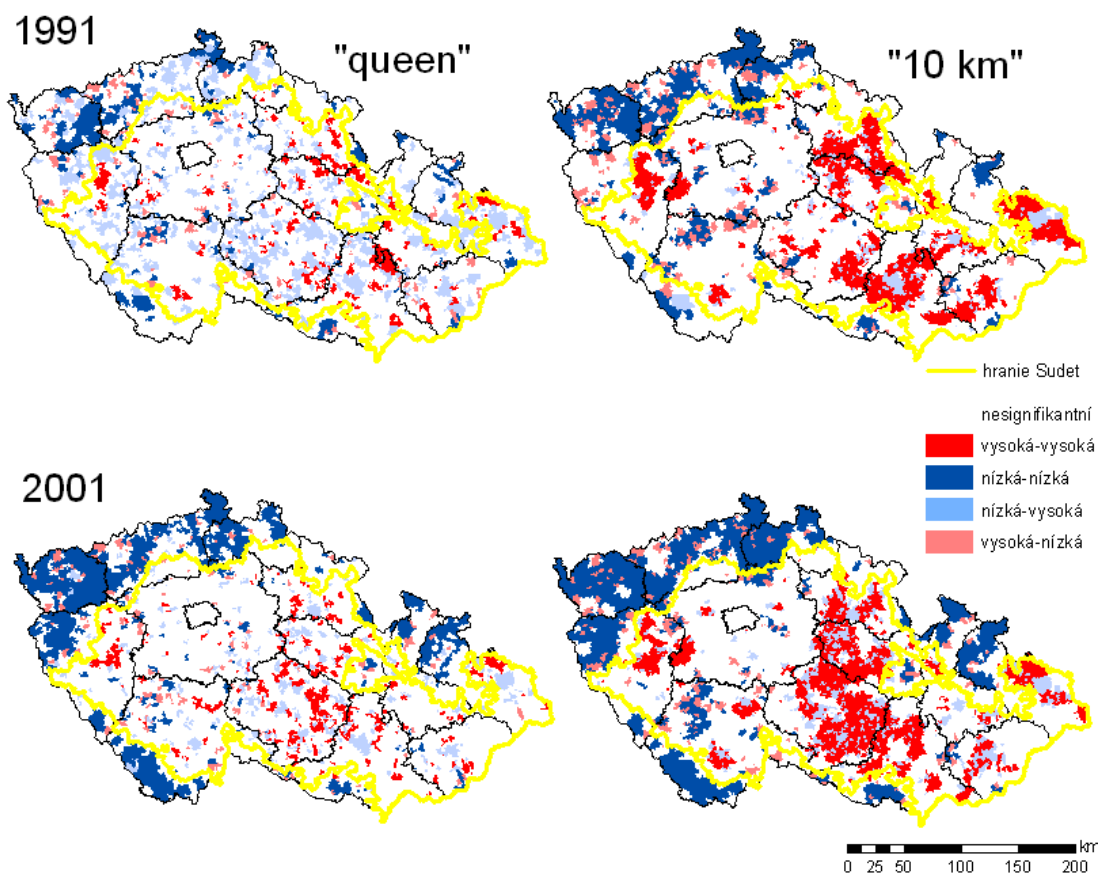 1991
"queen"
"10 km"
hranie Sudet
nesignifikantní
vysoká-vysoká
nízká-nízká
nízká-vysoká
vysoká-nízká
2001
km
0 25 50 100 150 200